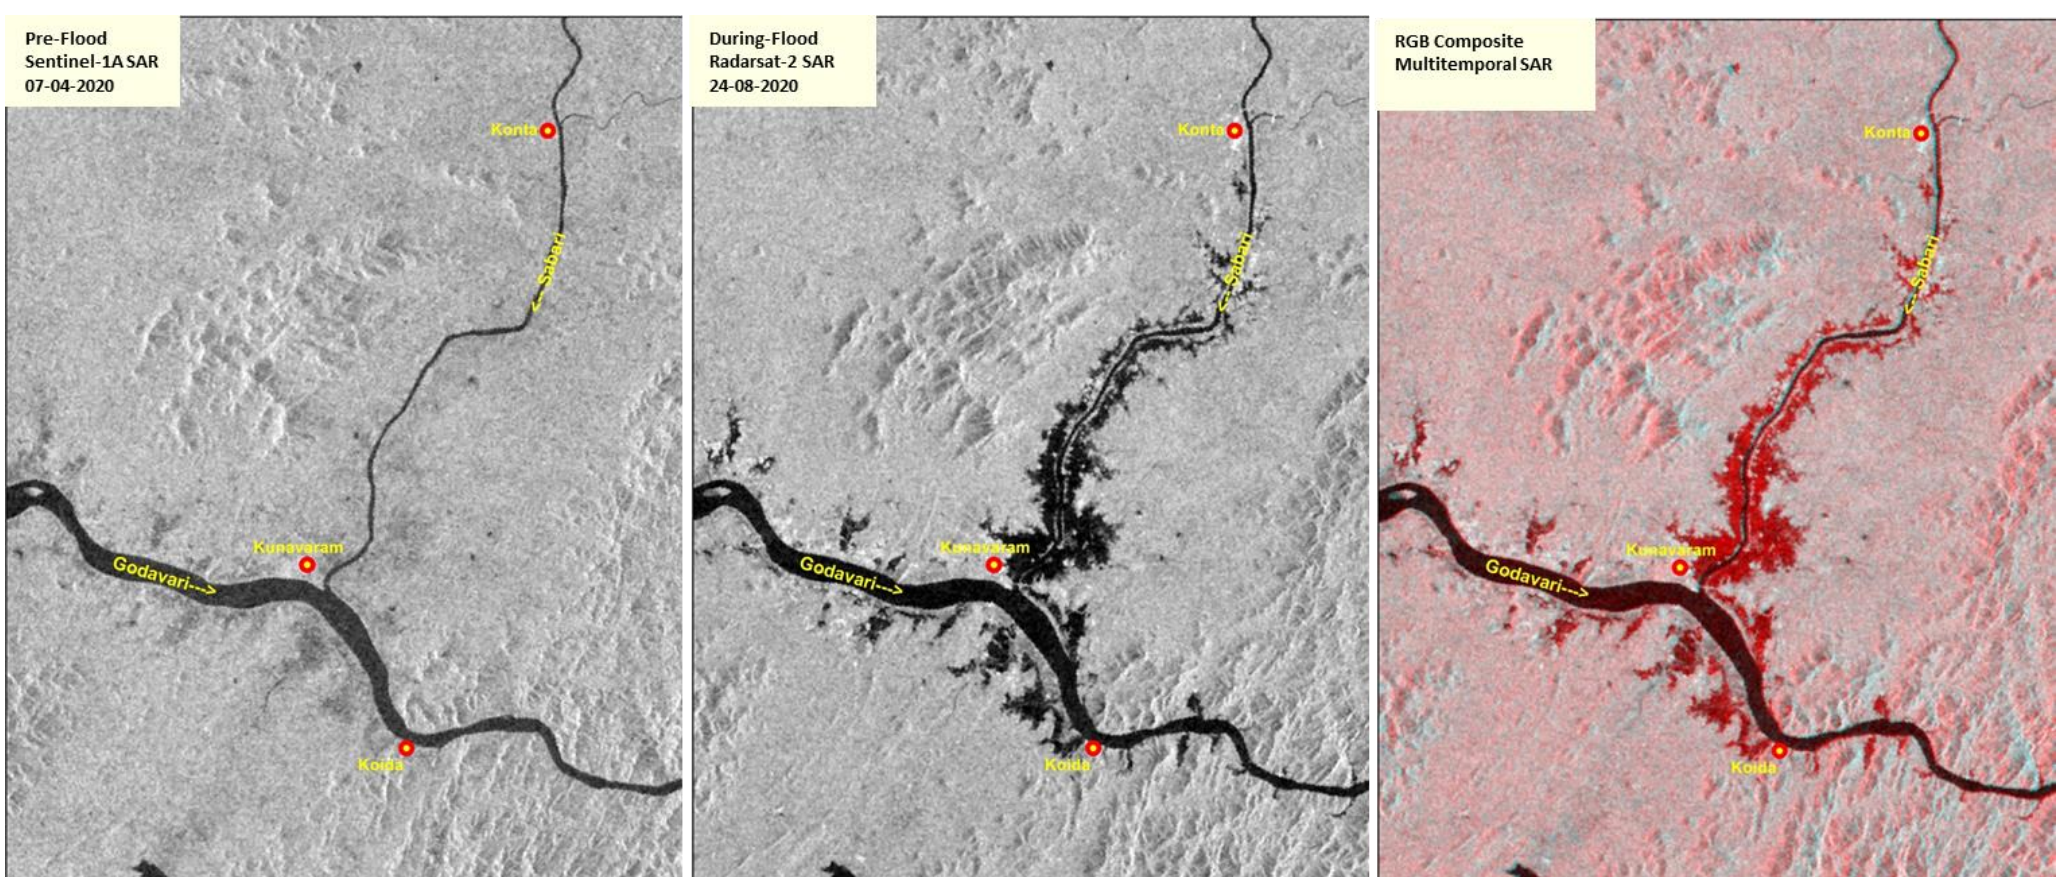 Pre-Flood
Sentinel-1A SAR
07-04-2020
Konta
<-- Sabari
Kunavaram
Godavari--->
Koida
During-Flood
Radarsat-2 SAR
24-08-2020
Konta
<-- Sabari
Kunavaram
Godavari--->
Koida
RGB Composite
Multitemporal SAR
Konta
<-- Sabari
Kunavaram
Godavari--->
Koida